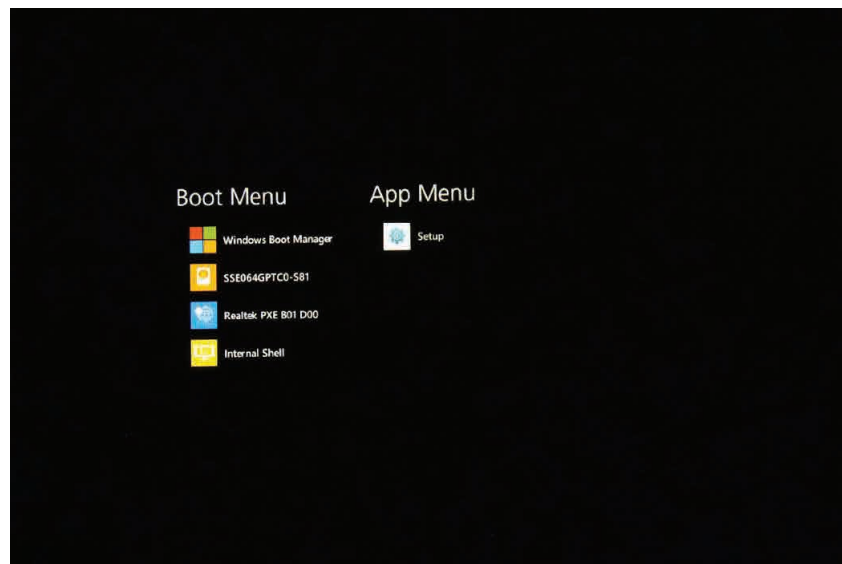 Boot Menu
Windows Boot Manager
SSE064GPTC0-S81
Realtek PXE B01 D00
Internal Shell
App Menu
Setup